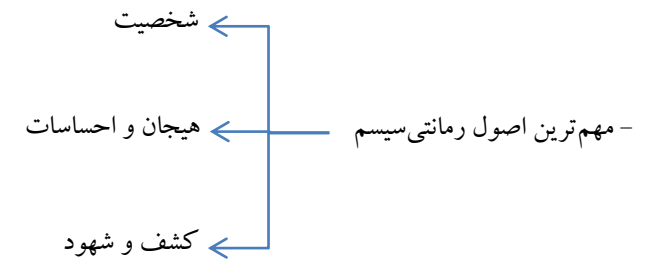 شخصیت
– مهم‌ترین اصول رمانتی‌سیسم
هیجان و احساسات
کشف و شهود